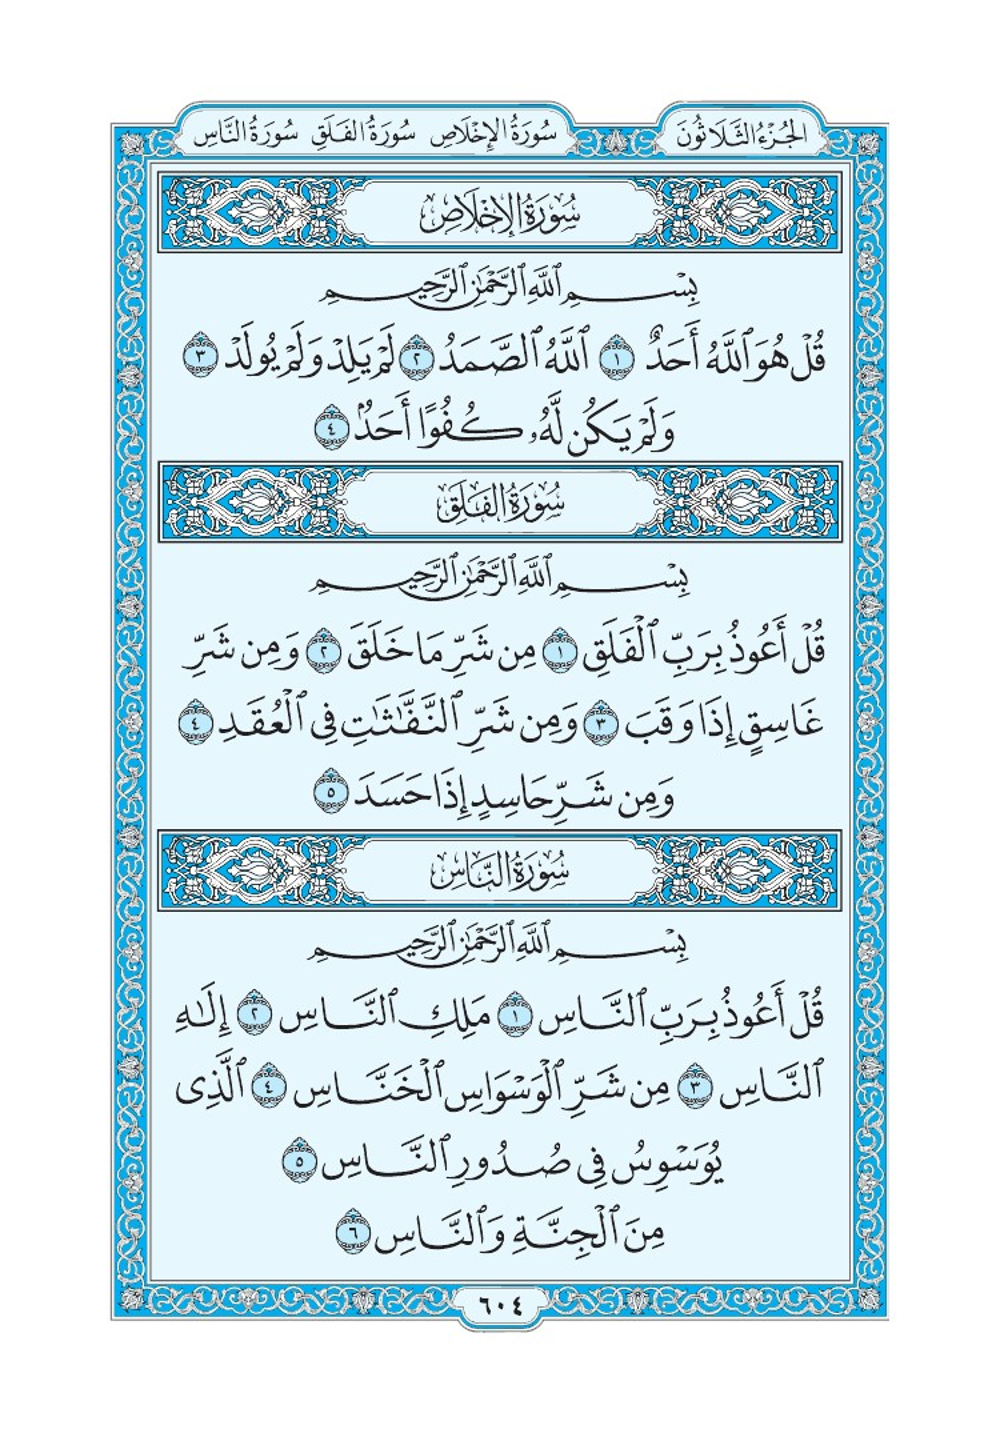 الجُزْءُ الثَّلَاثُونَ
سُورَةُ الإِخْلَاصِ سُورَةُ الفَلَقِ سُورَةُ النَّاسِ
سُورَةُ الإِخْلَاصِ
بِسْمِ ٱللَّهِ ٱلرَّحْمَٰنِ ٱلرَّحِيمِ
قُلْ هُوَ ٱللَّهُ أَحَدٌ ١ ٱللَّهُ ٱلصَّمَدُ ٢ لَمْ يَلِدْ وَلَمْ يُولَدْ ٣
وَلَمْ يَكُن لَّهُۥ كُفُوًا أَحَدٌۢ ٤
سُورَةُ الفَلَقِ
بِسْمِ ٱللَّهِ ٱلرَّحْمَٰنِ ٱلرَّحِيمِ
قُلْ أَعُوذُ بِرَبِّ ٱلْفَلَقِ ١ مِن شَرِّ مَا خَلَقَ ٢ وَمِن شَرِّ
غَاسِقٍ إِذَا وَقَبَ ٣ وَمِن شَرِّ ٱلنَّفَّٰثَٰتِ فِى ٱلْعُقَدِ ٤
وَمِن شَرِّ حَاسِدٍ إِذَا حَسَدَ ٥
سُورَةُ النَّاسِ
بِسْمِ ٱللَّهِ ٱلرَّحْمَٰنِ ٱلرَّحِيمِ
قُلْ أَعُوذُ بِرَبِّ ٱلنَّاسِ ١ مَلِكِ ٱلنَّاسِ ٢ إِلَٰهِ
ٱلنَّاسِ ٣ مِن شَرِّ ٱلْوَسْوَاسِ ٱلْخَنَّاسِ ٤ ٱلَّذِى
يُوَسْوِسُ فِى صُدُورِ ٱلنَّاسِ ٥
مِنَ ٱلْجِنَّةِ وَٱلنَّاسِ ٦
٦٠٤